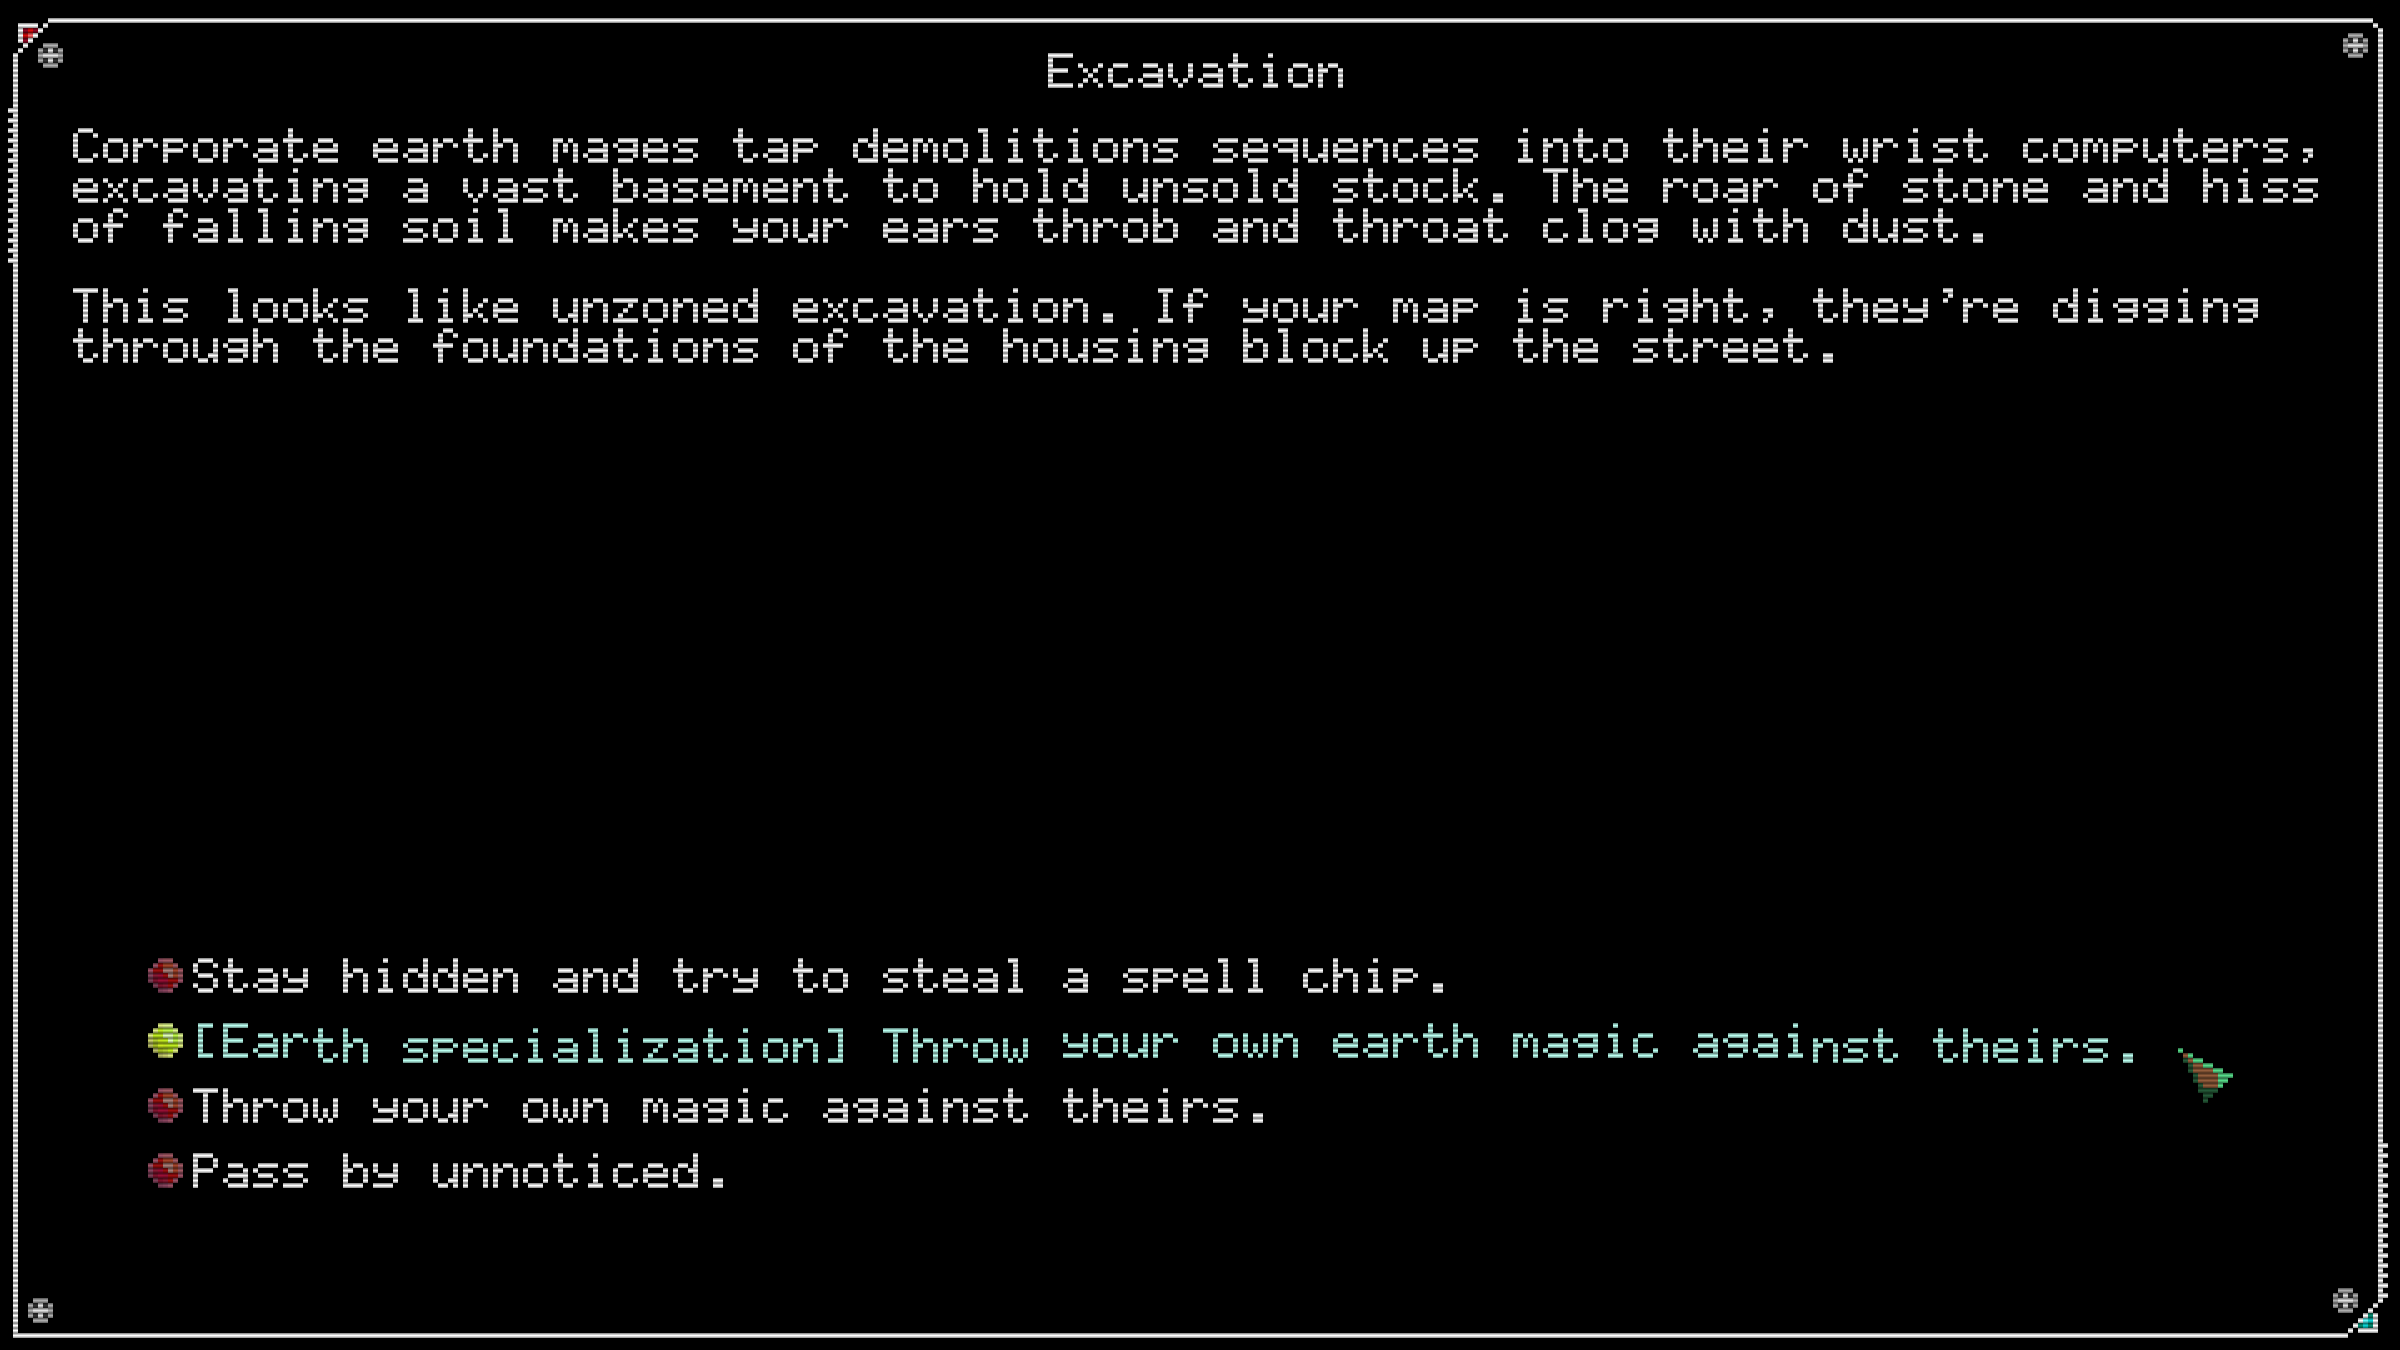 Excavation
Corporate earth mages tap demolitions sequences into their wrist computers,
excavating a vast basement to hold unsold stock. The roar of stone and hiss
of falling soil makes your ears throb and throat clog with dust.
This looks like unzoned excavation. If your map is right, they're digging
through the foundations of the housing block up the street.
Stay hidden and try to steal a spell chip.
[Earth specialization] Throw your own earth magic against theirs.
Throw your own magic against theirs.
Pass by unnoticed.